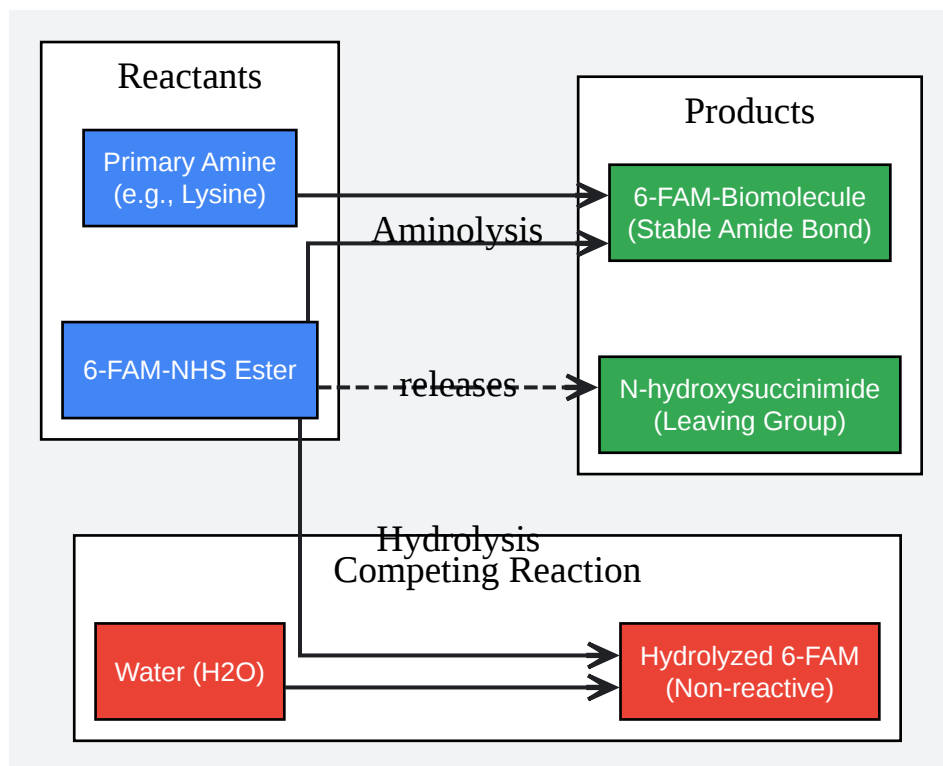 Reactants
Primary Amine
(e.g., Lysine)
6-FAM-NHS Ester
Aminolysis
releases
Products
6-FAM-Biomolecule
(Stable Amide Bond)
N-hydroxysuccinimide
(Leaving Group)
Hydrolysis
Competing Reaction
Water (H2O)
Hydrolyzed 6-FAM
(Non-reactive)